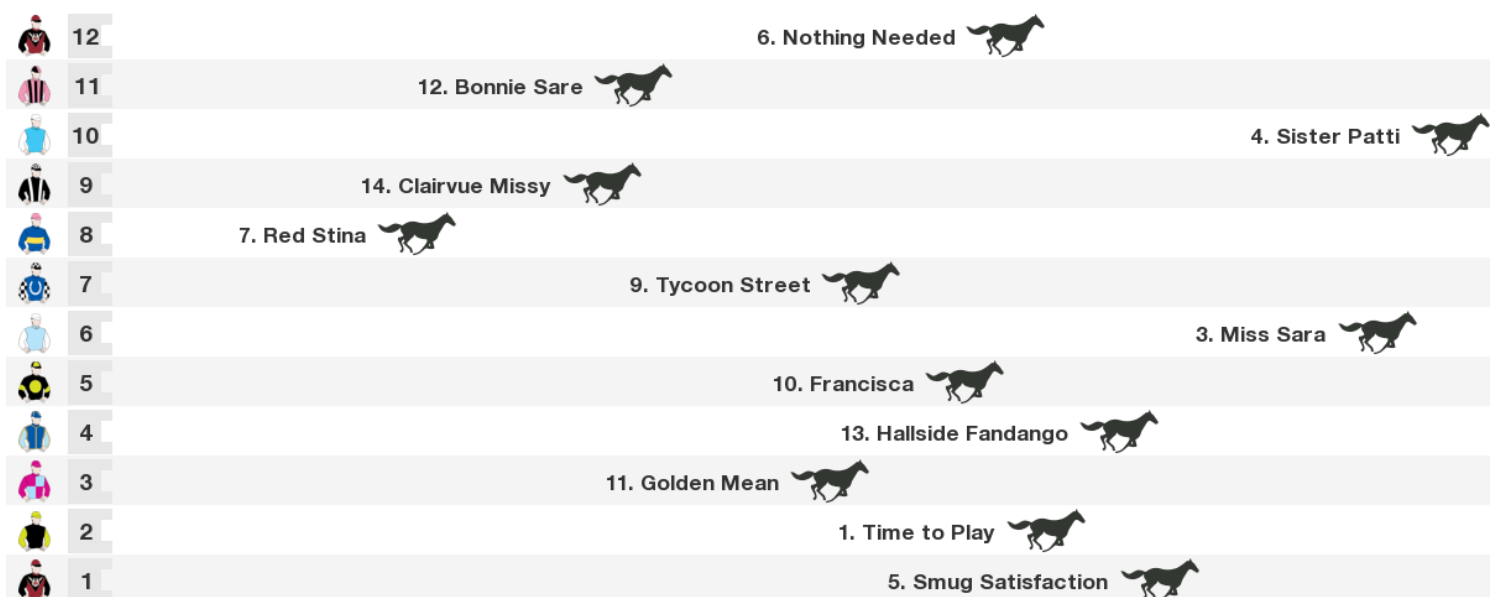 12 6. Nothing Needed
11 12. Bonnie Sare
10 4. Sister Patti
9 14. Clairvue Missy
8 7. Red Stina
7 9. Tycoon Street
6 3. Miss Sara
5 10. Francisca
4 13. Hallside Fandango
3 11. Golden Mean
2 1. Time to Play
1 5. Smug Satisfaction